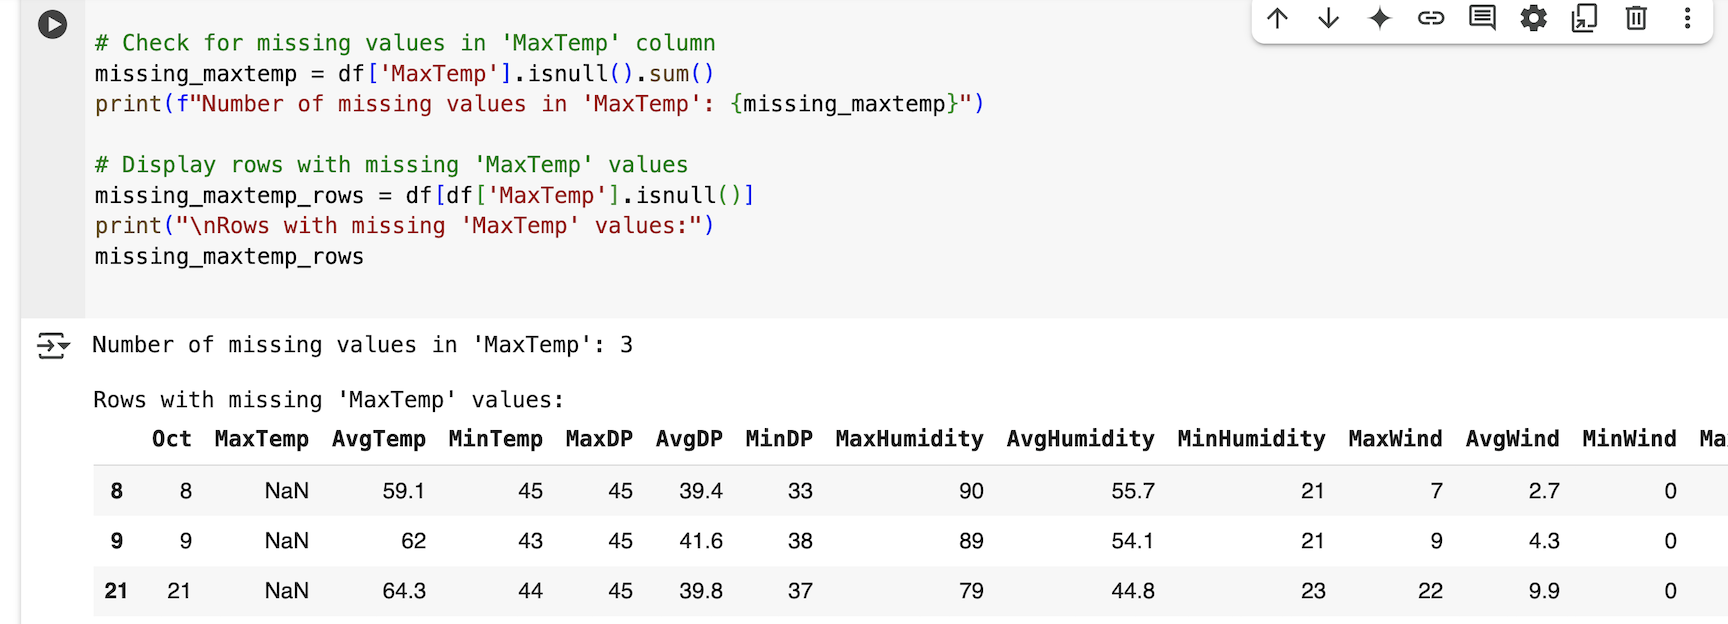 # Check for missing values in 'MaxTemp' column
missing_maxtemp = df['MaxTemp'].isnull().sum()
print(f"Number of missing values in 'MaxTemp': {missing_maxtemp}")
# Display rows with missing 'MaxTemp' values
missing_maxtemp_rows = df[df['MaxTemp'].isnull()]
print("\nRows with missing 'MaxTemp' values:")
missing_maxtemp_rows
Number of missing values in 'MaxTemp': 3
Rows with missing 'MaxTemp' values:
Oct MaxTemp AvgTemp MinTemp MaxDP AvgDP MinDP MaxHumidity AvgHumidity MinHumidity MaxWind AvgWind MinWind Ma
8 8 NaN 59.1 45 45 39.4 33 90 55.7 21 7 2.7 0
9 9 NaN 62 43 45 41.6 38 89 54.1 21 9 4.3 0
21 21 NaN 64.3 44 45 39.8 37 79 44.8 23 22 9.9 0